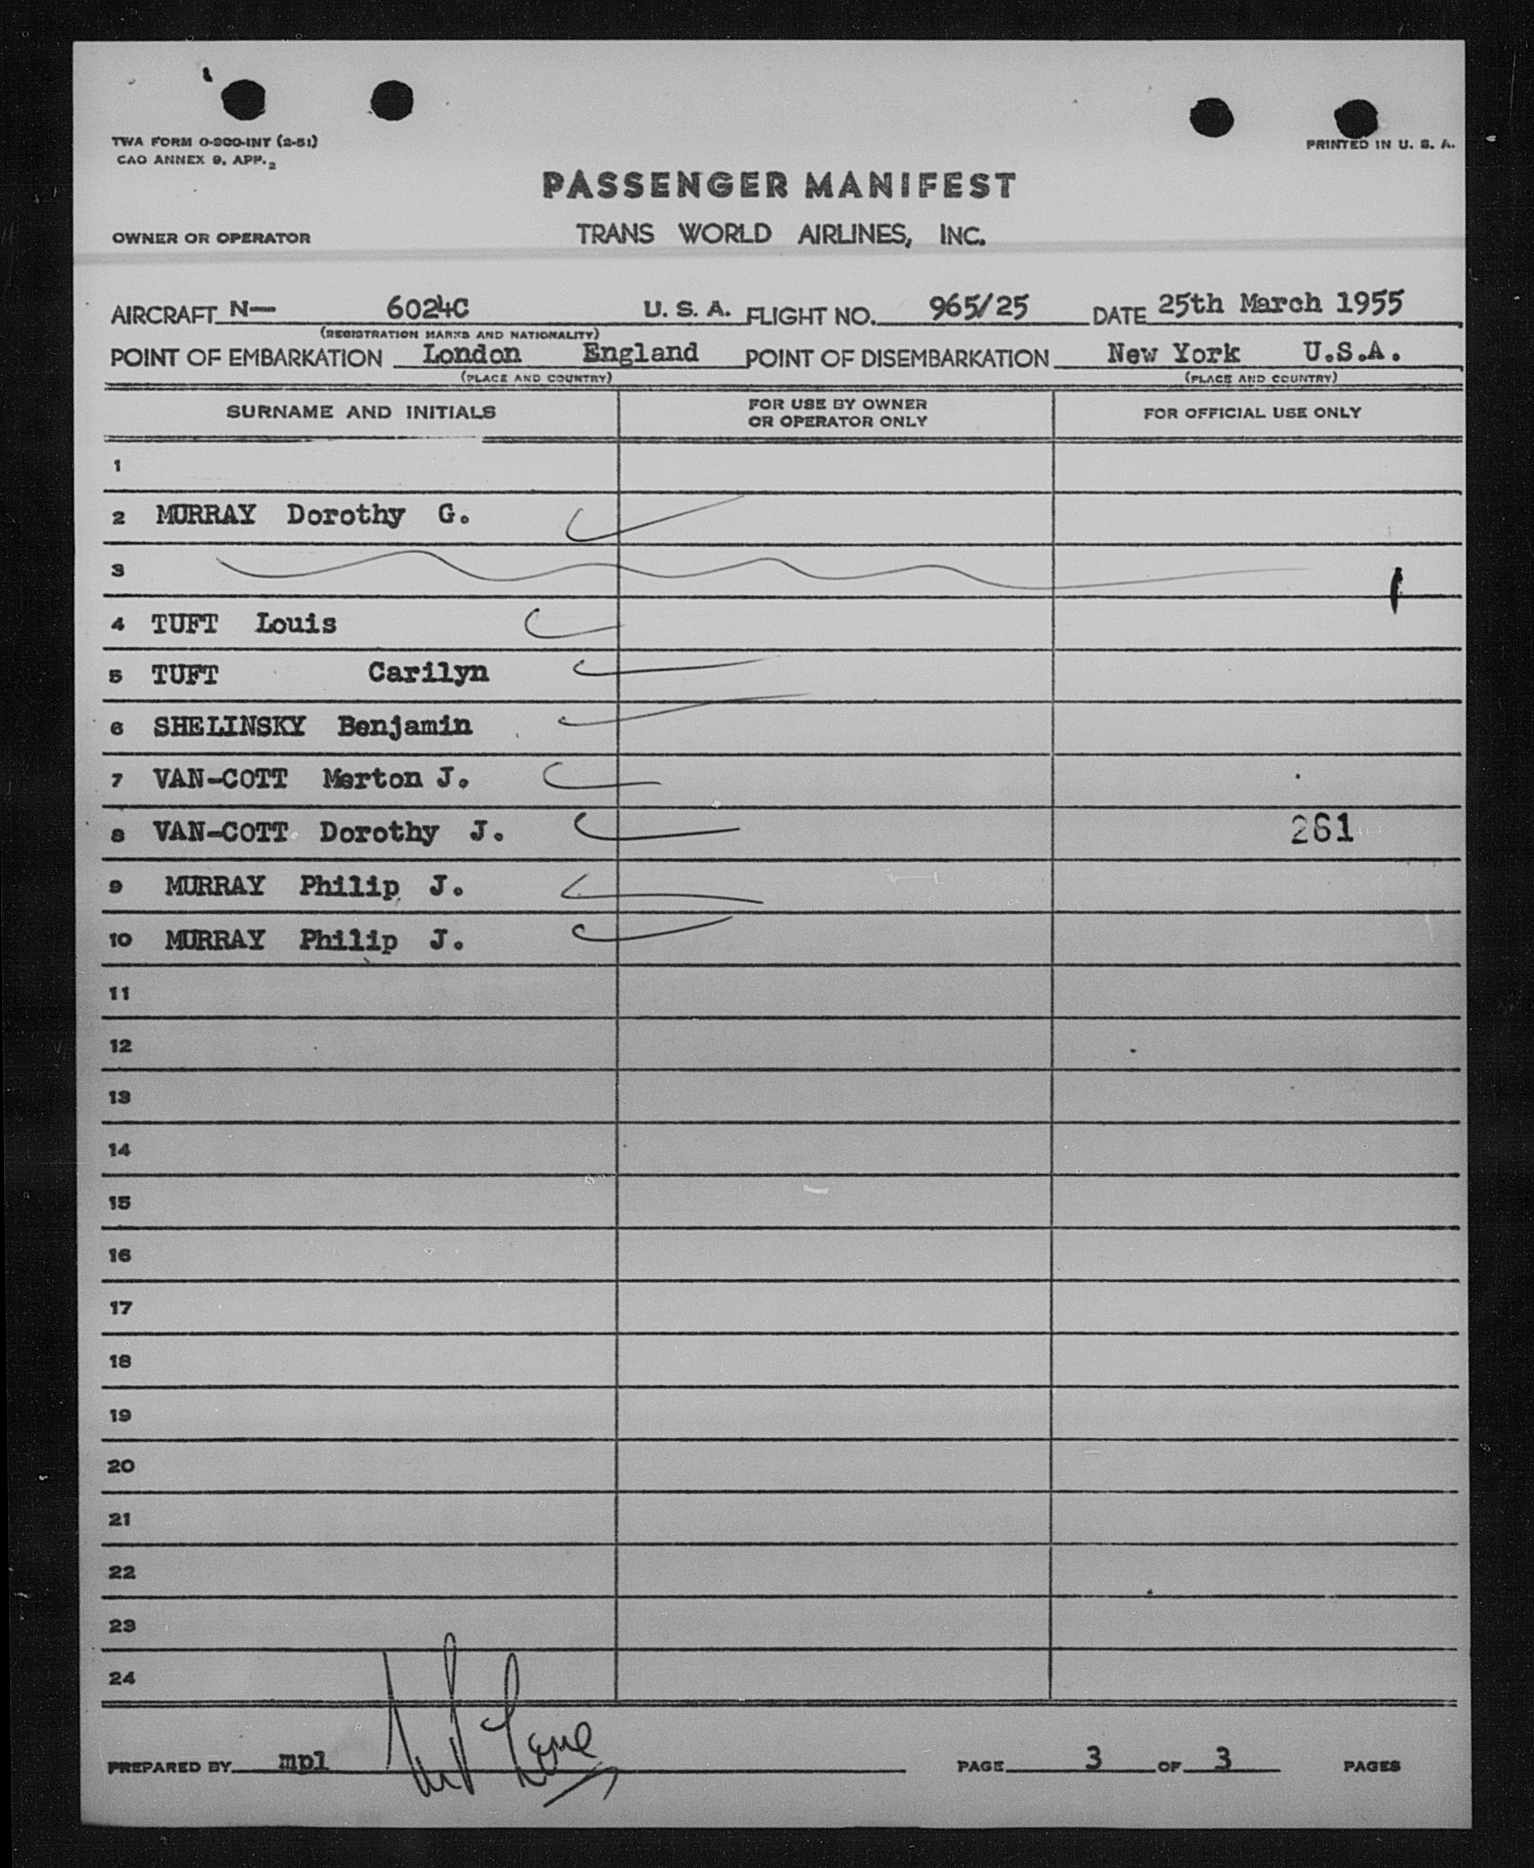 TWA FORM O-200-INT (2-51)
CAO ANNEX 9, APP. 2
PRINTED IN U. S. A.
PASSENGER MANIFEST
OWNER OR OPERATOR TRANS WORLD AIRLINES, INC.
AIRCRAFT N— 6024C U. S. A. FLIGHT NO. 965/25 DATE 25th March 1955
(REGISTRATION MARKS AND NATIONALITY)
POINT OF EMBARKATION London England POINT OF DISEMBARKATION New York U.S.A.
(PLACE AND COUNTRY) (PLACE AND COUNTRY)
SURNAME AND INITIALS FOR USE BY OWNER OR OPERATOR ONLY FOR OFFICIAL USE ONLY
1
2 MURRAY Dorothy G.
3
4 TUFT Louis
5 TUFT Carilyn
6 SHELINSKY Benjamin
7 VAN-COTT Merton J.
8 VAN-COTT Dorothy J. 261
9 MURRAY Philip J.
10 MURRAY Philip J.
11
12
13
14
15
16
17
18
19
20
21
22
23
24
PREPARED BY mpl PAGE 3 OF 3 PAGES